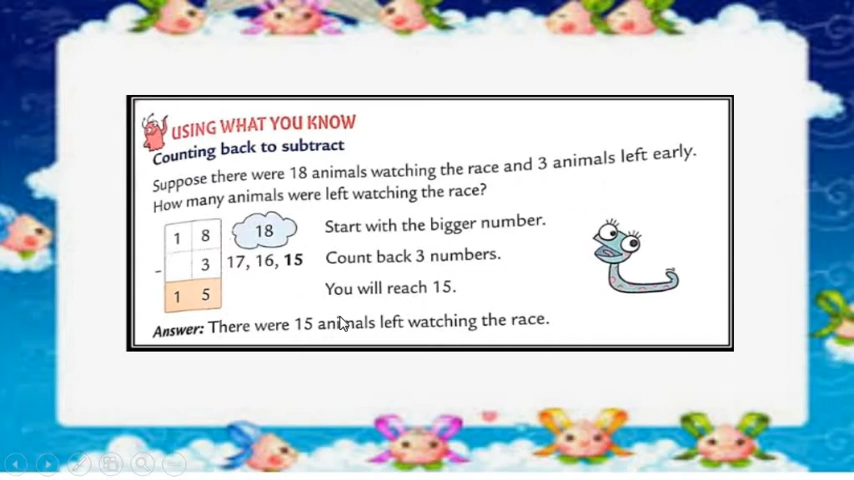 USING WHAT YOU KNOW
Counting back to subtract
Suppose there were 18 animals watching the race and 3 animals left early.
How many animals were left watching the race?
1 8
18
Start with the bigger number.
- 3
17, 16, 15
Count back 3 numbers.
1 5
You will reach 15.
Answer: There were 15 animals left watching the race.